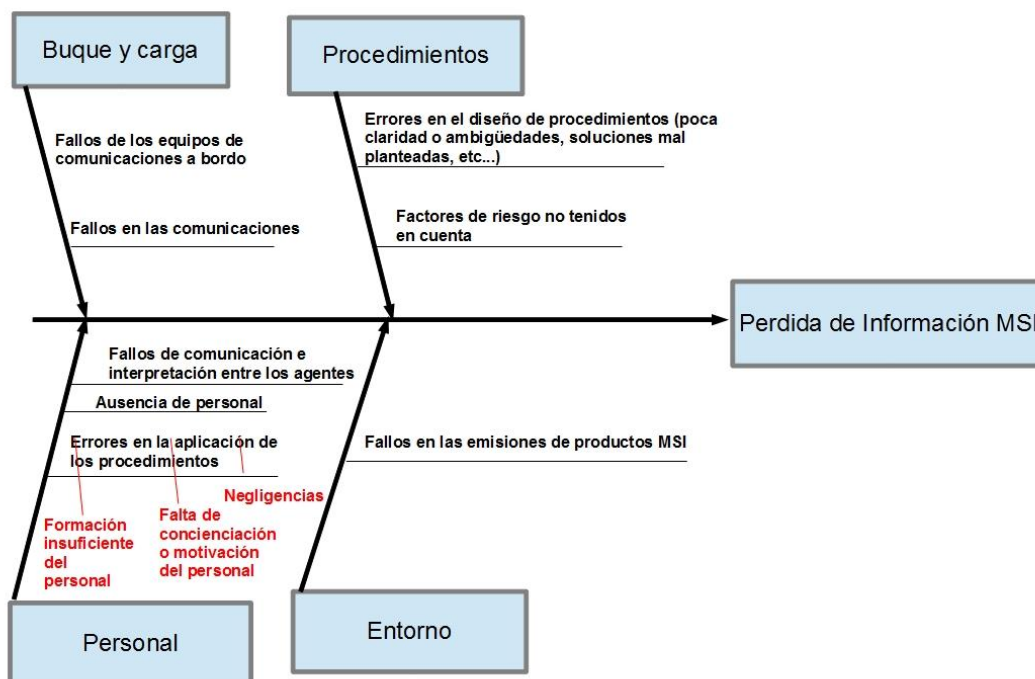 Buque y carga
Procedimientos
Fallos de los equipos de
comunicaciones a bordo
Fallos en las comunicaciones
Errores en el diseño de procedimientos (poca
claridad o ambigüedades, soluciones mal
planteadas, etc...)
Factores de riesgo no tenidos
en cuenta
Perdida de Información MSI
Fallos de comunicación e
interpretación entre los agentes
Ausencia de personal
Errores en la aplicación de
los procedimientos
Negligencias
Falta de
concienciación
o motivación
del personal
Formación
insuficiente
del
personal
Fallos en las emisiones de productos MSI
Personal
Entorno